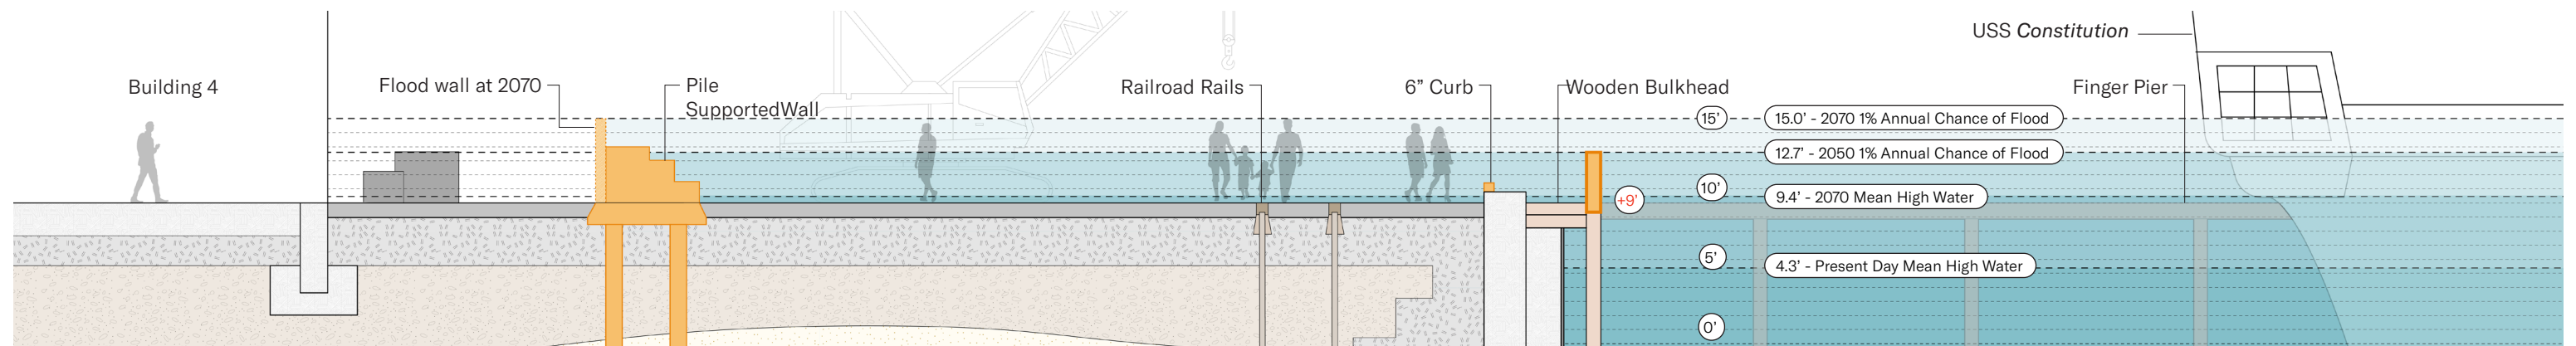 USS Constitution
Building 4
Flood wall at 2070
Pile
SupportedWall
Railroad Rails
6” Curb
Wooden Bulkhead
Finger Pier
15’
15.0’ - 2070 1% Annual Chance of Flood
12.7’ - 2050 1% Annual Chance of Flood
10’
9.4’ - 2070 Mean High Water
+9’
5’
4.3’ - Present Day Mean High Water
0’